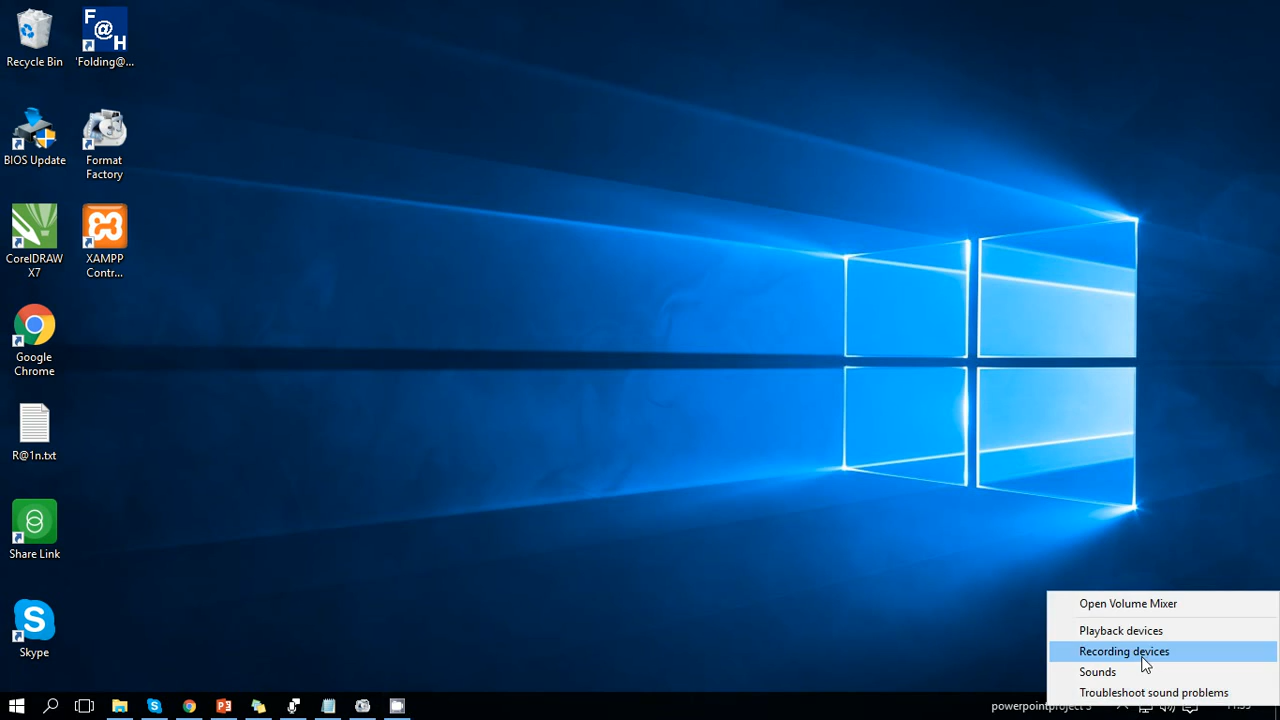 Recycle Bin
'Folding@...
BIOS Update
Format
Factory
CorelDRAW
X7
XAMPP
Contr...
Google
Chrome
R@1n.txt
Share Link
Skype
Open Volume Mixer
Playback devices
Recording devices
Sounds
Troubleshoot sound problems
powerpointproject